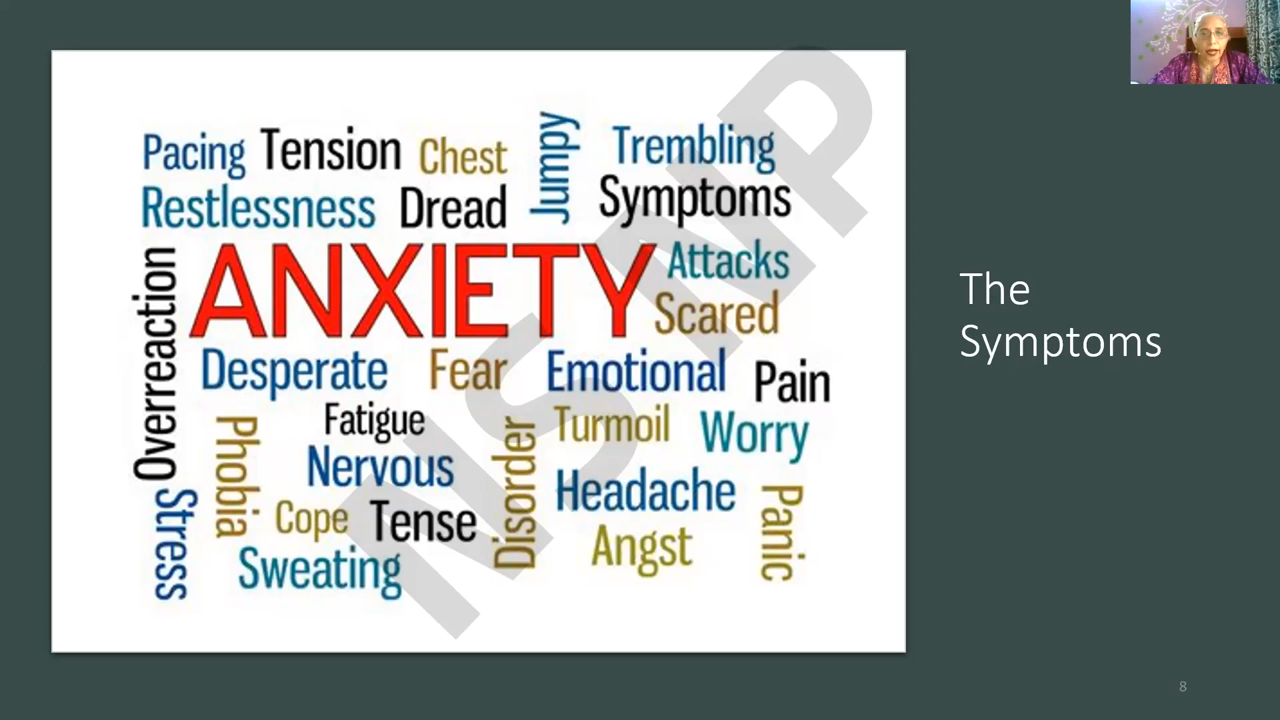 Pacing Tension Chest Jumpy Trembling
Restlessness Dread Symptoms
Overreaction ANXIETY Attacks
Scared
Desperate Fear Emotional Pain
Phobia Fatigue Disorder Turmoil Worry
Nervous
Stress Cope Tense Headache Panic
Sweating Angst
NSNP
The
Symptoms
8